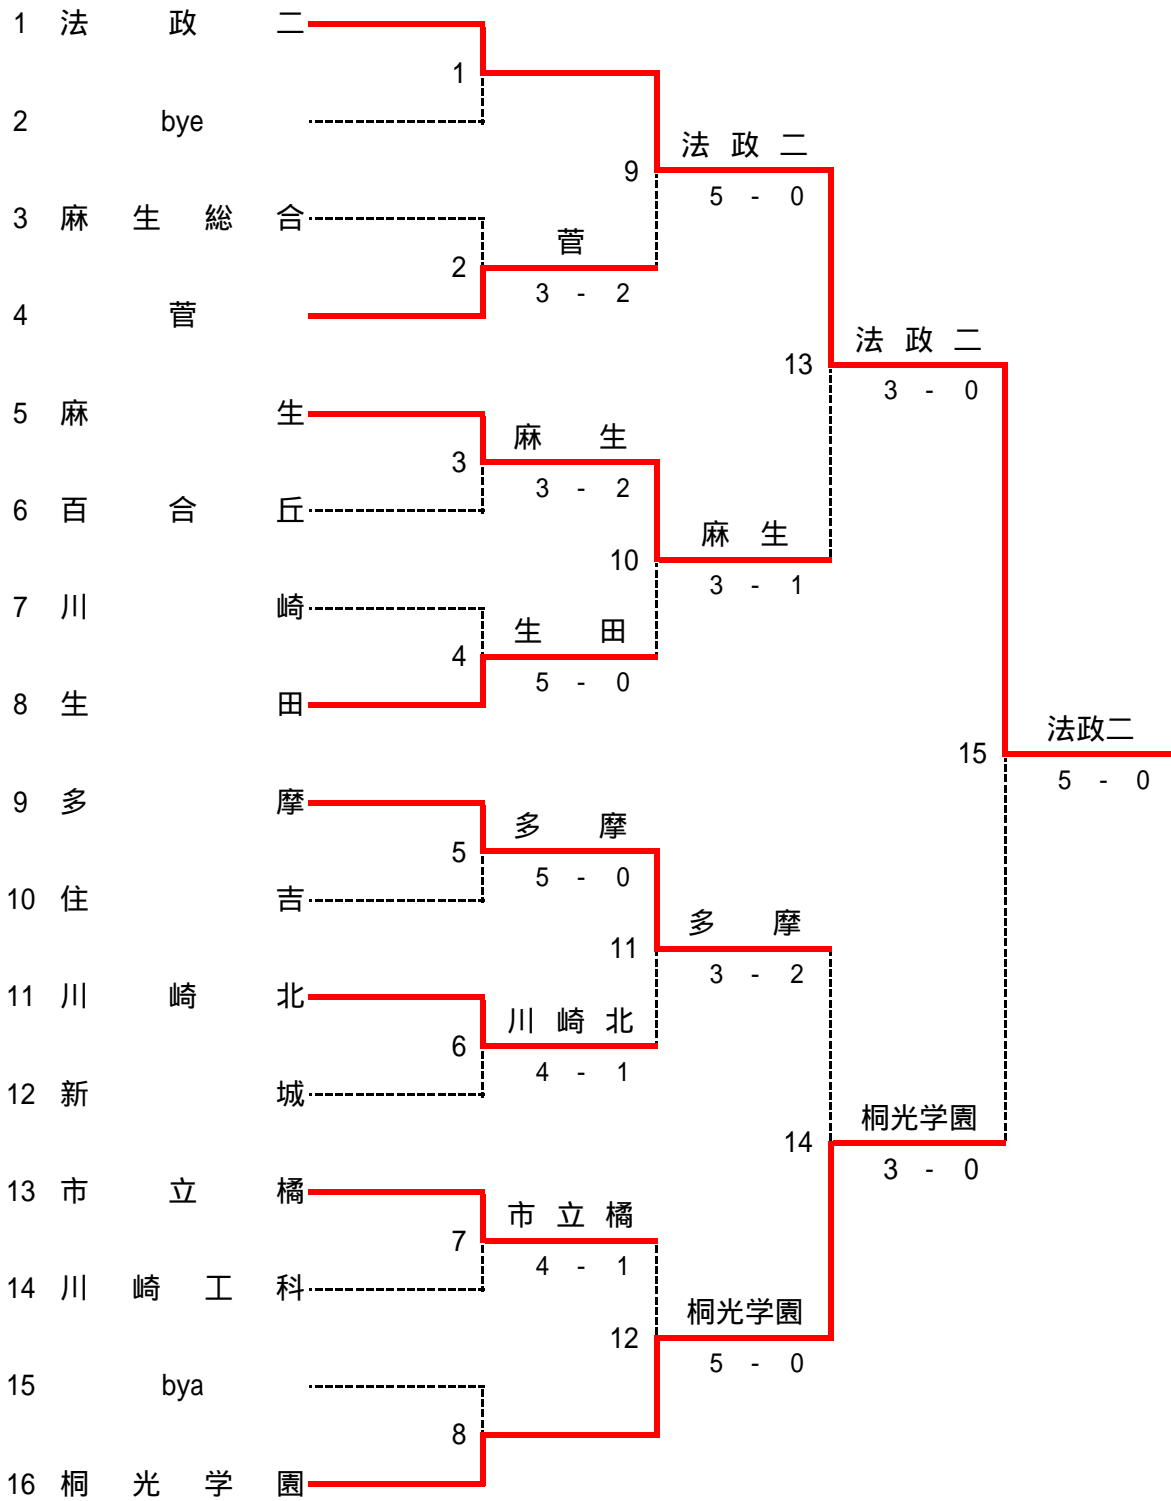 1 法政二
1
2 bye
法政二
9
5 - 0
3 麻生総合
菅
2
3 - 2
4 菅
法政二
13
3 - 0
5 麻生
麻生
3
3 - 2
6 百合丘
麻生
10
3 - 1
7 川崎
生田
4
5 - 0
8 生田
法政二
15
5 - 0
9 多摩
多摩
5
5 - 0
10 住吉
多摩
11
3 - 2
11 川崎北
川崎北
6
4 - 1
12 新城
桐光学園
14
3 - 0
13 市立橘
市立橘
7
4 - 1
14 川崎工科
桐光学園
12
5 - 0
15 bya
8
16 桐光学園